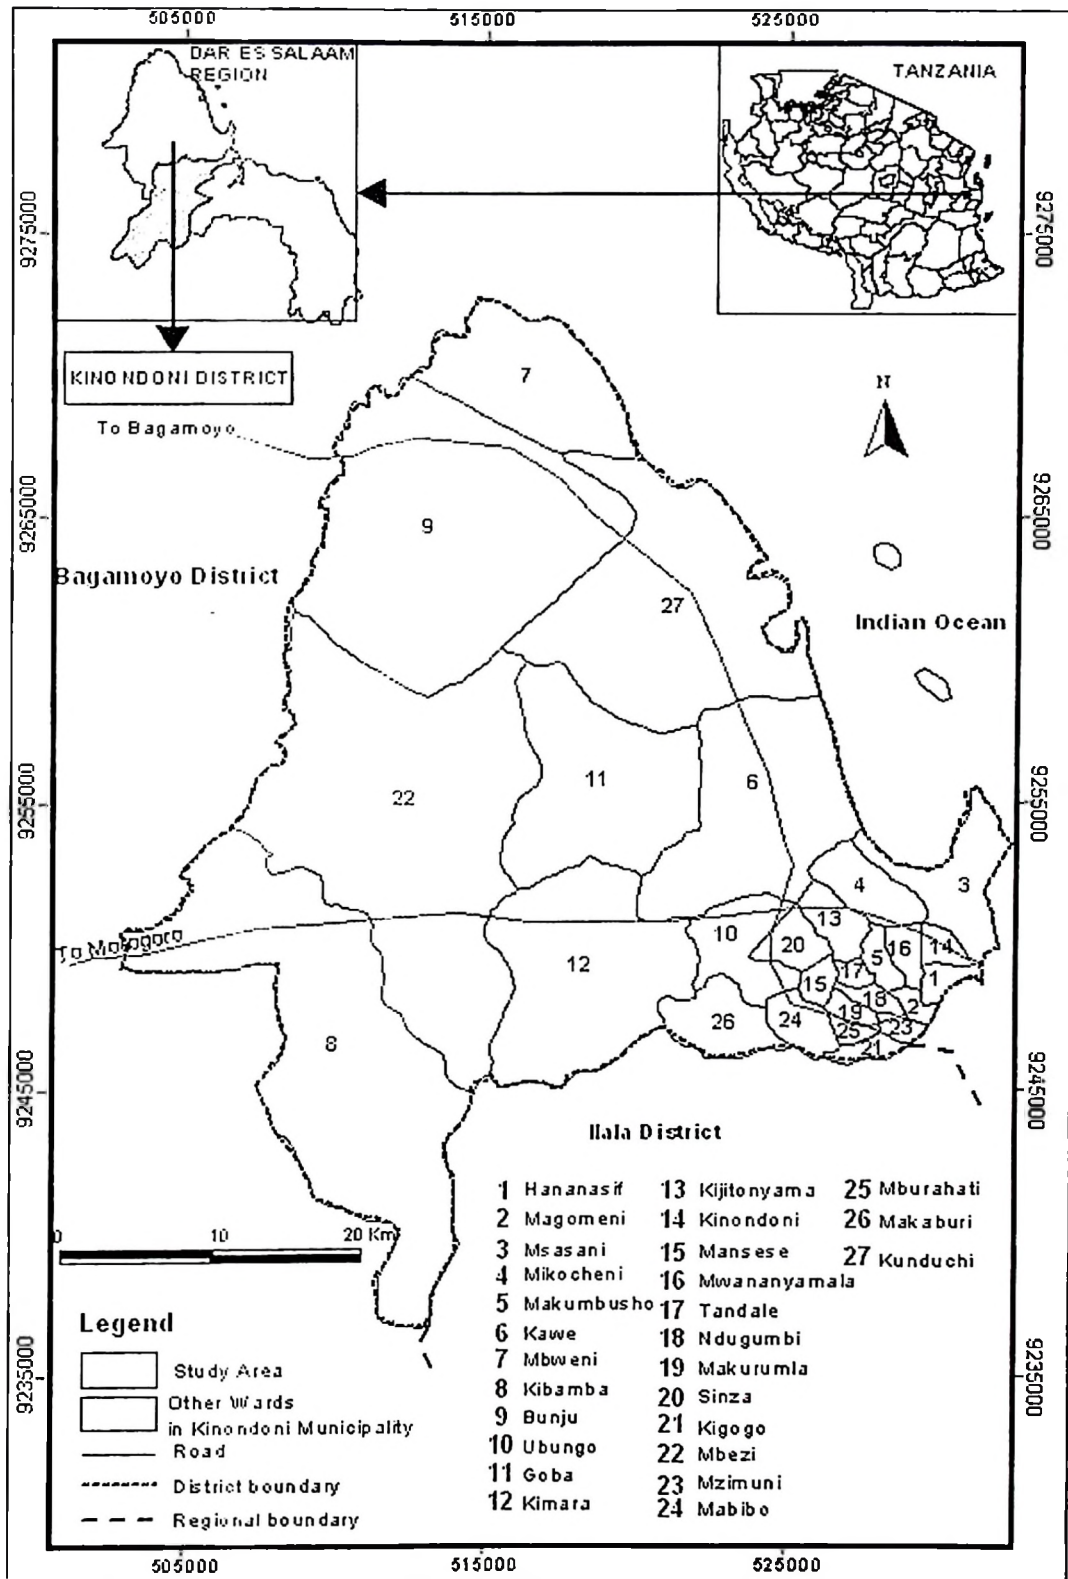 505000 515000 525000
DAR ES SALAAM
REGION
TANZANIA
9275000
9275000
KINONDONI DISTRICT
To Bagamoyo
N
7
9265000
9265000
9
Bagamoyo District
27
Indian Ocean
9255000
9255000
22
11
6
4
3
13
10
20
5
16
14
To Morogoro
12
17
1
15
18
2
19
26
24
25
23
21
8
9245000
9245000
Ilala District
0 10 20 Km
1 Hananasif
2 Magomeni
3 Msasani
4 Mikocheni
5 Makumbusho
6 Kawe
7 Mbweni
8 Kibamba
9 Bunju
10 Ubungo
11 Goba
12 Kimara
13 Kijitonyama
14 Kinondoni
15 Mansese
16 Mwananyamala
17 Tandale
18 Ndugumbi
19 Makurumla
20 Sinza
21 Kigogo
22 Mbezi
23 Mzimuni
24 Mabibo
25 Mburahati
26 Makaburi
27 Kunduchi
Legend
Study Area
Other Wards
in Kinondoni Municipality
Road
District boundary
Regional boundary
9235000
9235000
505000 515000 525000